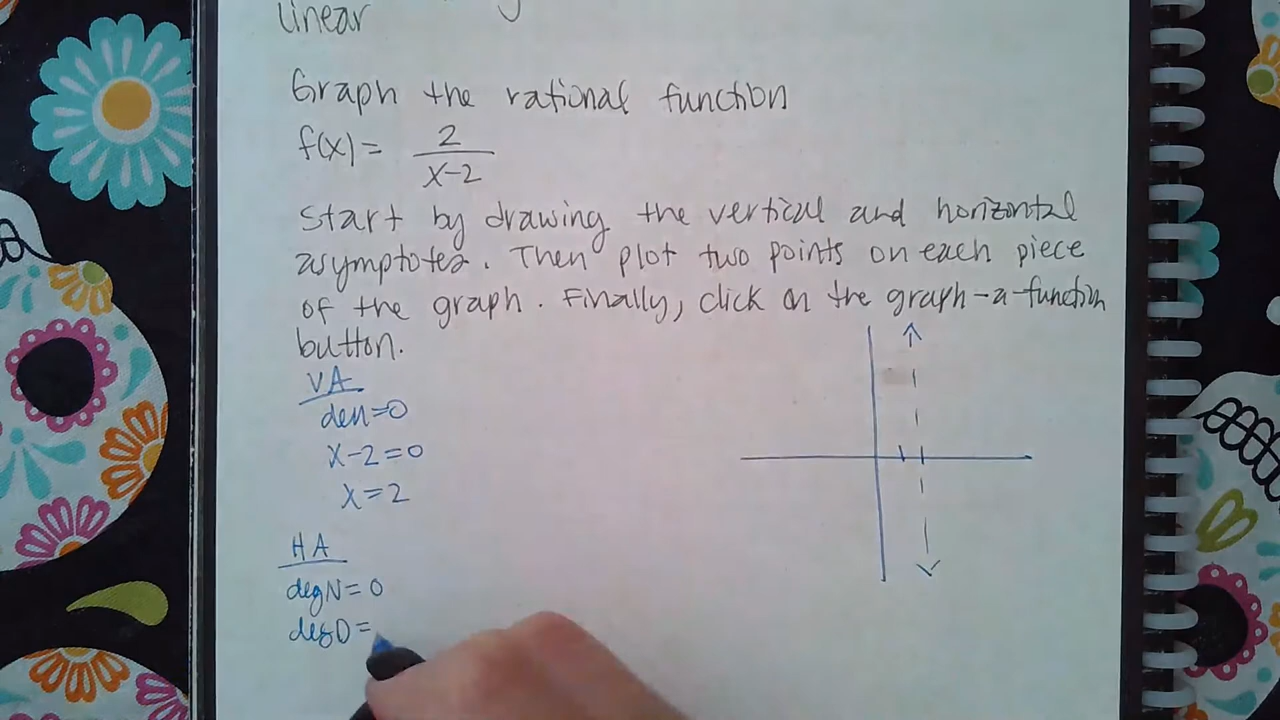 linear
Graph the rational function
f(x) = 2
x-2
Start by drawing the vertical and horizontal
asymptotes. Then plot two points on each piece
of the graph. Finally, click on the graph-a-function
button.
VA
den=0
x-2=0
x=2
HA
degN=0
degD=